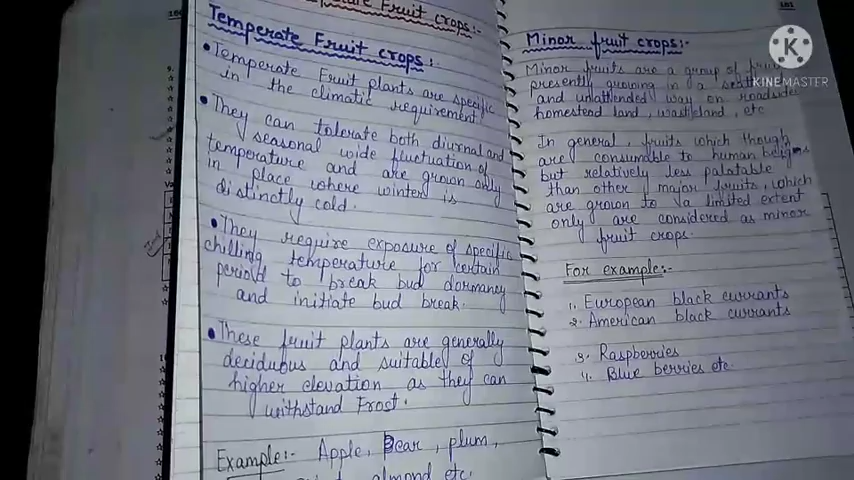 Fruit crops:-
Temperate Fruit crops:-
• Temperate Fruit plants are specific
in the climatic requirement.
• They can tolerate both diurnal and
seasonal wide fluctuation of
temperature and are grown only
in place where winter is
distinctly cold.
• They require exposure of specific
chilling temperature for certain
period to break bud dormancy
and initiate bud break.
• These fruit plants are generally
deciduous and suitable of
higher elevation as they can
withstand Frost.
Example:- Apple, Pear, plum,
almond etc.
101
Minor fruit crops:-
Minor fruits are a group of
presently growing in a
and unattended way on roadsides
homestead land, wasteland, etc
In general, fruits which though
are consumable to human beings
but relatively less palatable
than other major fruits, which
are grown to a limited extent
only are considered as minor
fruit crops.
For example:-
1. European black currants
2. American black currants
3. Raspberries
4. Blue berries etc.
KINEMASTER